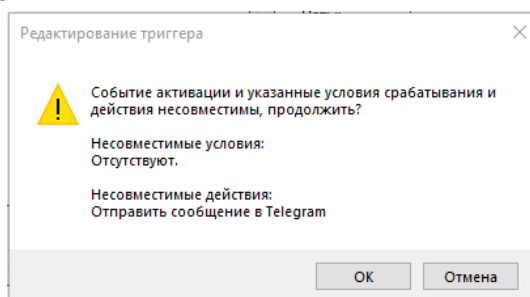 Редактирование триггера
Событие активации и указанные условия срабатывания и
действия несовместимы, продолжить?
Несовместимые условия:
Отсутствуют.
Несовместимые действия:
Отправить сообщение в Telegram
ОК
Отмена